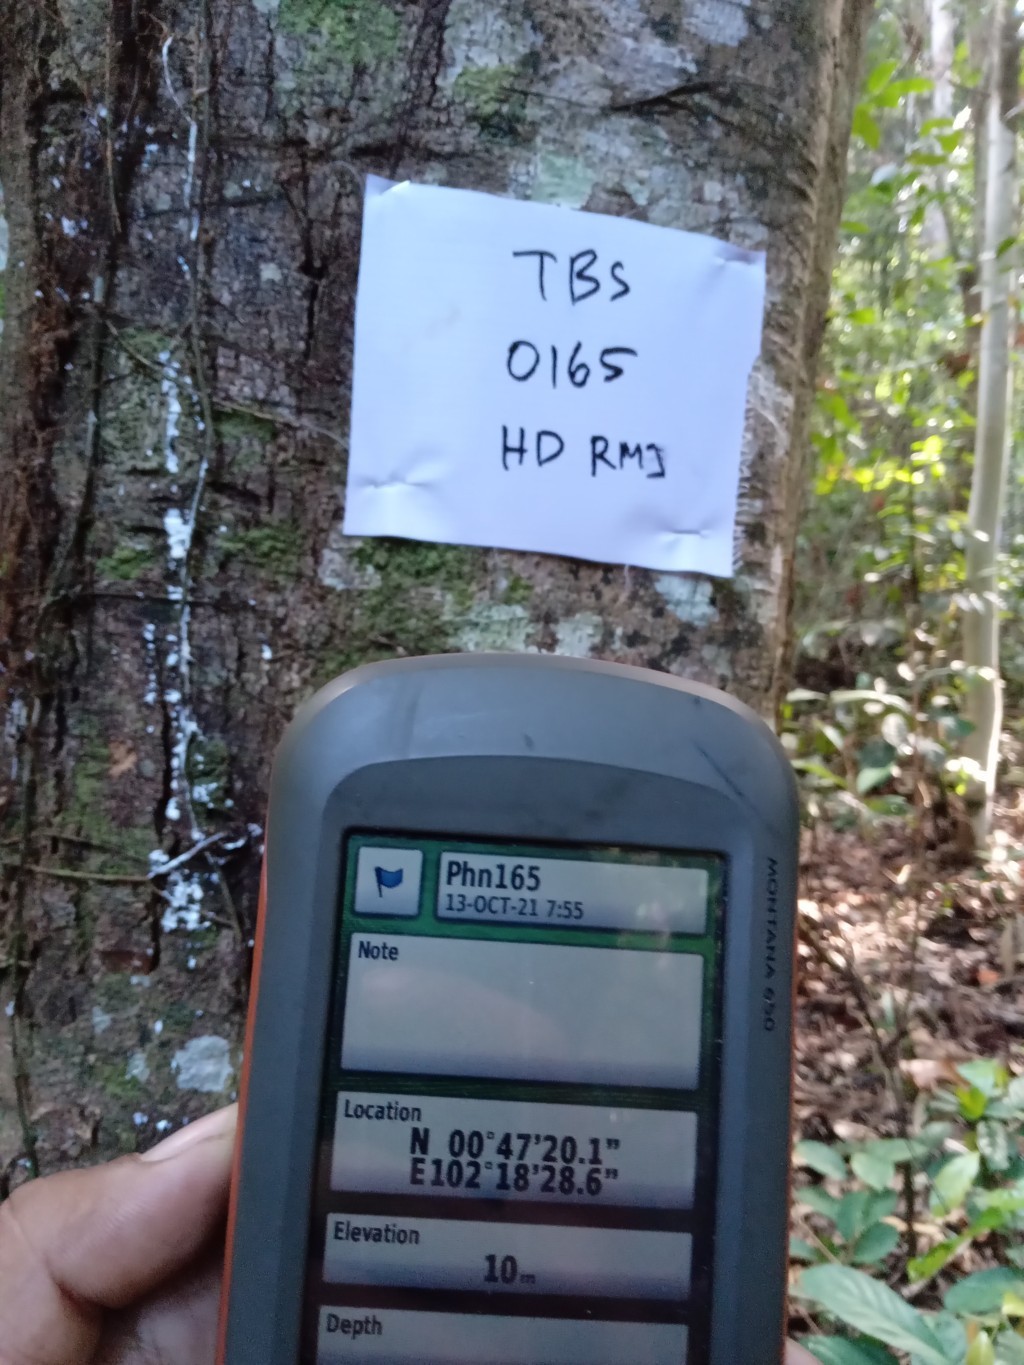 TBS
0165
HD RMJ
MONTANA 650
Phn165
13-OCT-21 7:55
Note
Location
N 00°47'20.1"
E102°18'28.6"
Elevation
10m
Depth